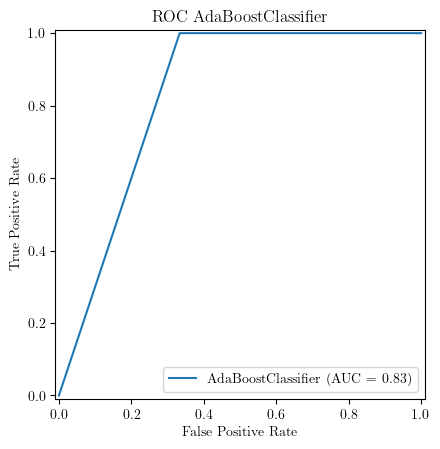 ROC AdaBoostClassifier
1.0
0.8
0.6
0.4
0.2
0.0
True Positive Rate
AdaBoostClassifier (AUC = 0.83)
0.0 0.2 0.4 0.6 0.8 1.0
False Positive Rate